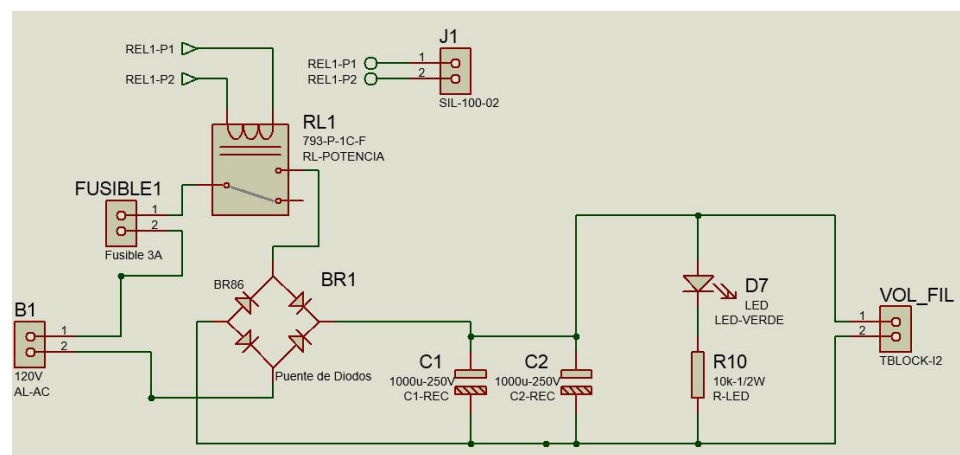 REL1-P1
REL1-P2
REL1-P1
REL1-P2
J1
1
2
SIL-100-02
RL1
793-P-1C-F
RL-POTENCIA
FUSIBLE1
1
2
Fusible 3A
B1
1
2
120V
AL-AC
BR86
BR1
Puente de Diodos
C1
1000u-250V
C1-REC
C2
1000u-250V
C2-REC
D7
LED
LED-VERDE
R10
10k-1/2W
R-LED
VOL_FIL
1
2
TBLOCK-I2